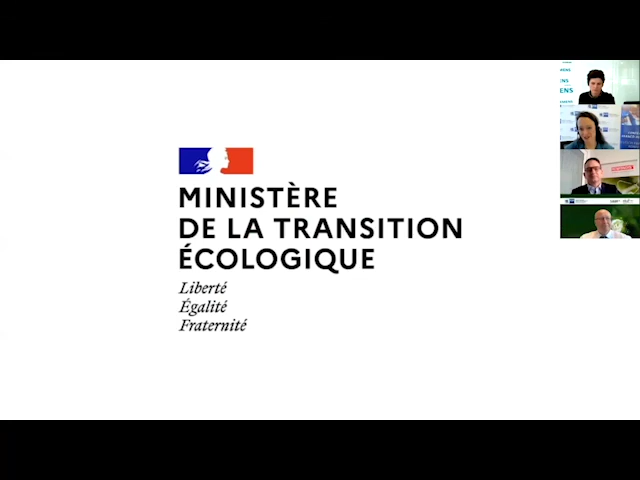 MINISTÈRE
DE LA TRANSITION
ÉCOLOGIQUE
Liberté
Égalité
Fraternité